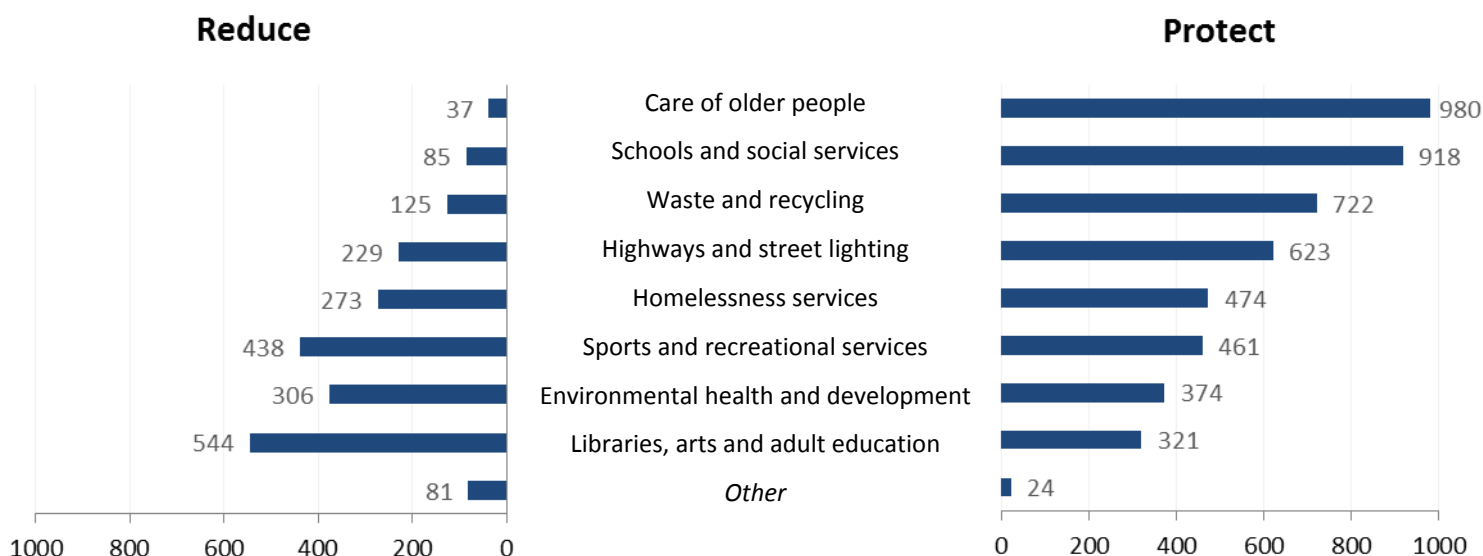 Reduce Protect
37 Care of older people 980
85 Schools and social services 918
125 Waste and recycling 722
229 Highways and street lighting 623
273 Homelessness services 474
438 Sports and recreational services 461
306 Environmental health and development 374
544 Libraries, arts and adult education 321
81 Other 24
1000 800 600 400 200 0 0 200 400 600 800 1000